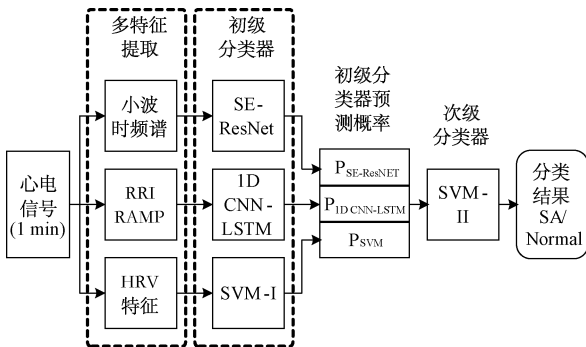 多特征
提取
初级
分类器
小波
时频谱
SE-
ResNet
初级分
类器预
测概率
次级
分类器
心电
信号
(1 min)
RRI
RAMP
1D
CNN-
LSTM
P_SE-ResNET
P_1D CNN-LSTM
P_SVM
SVM-
II
分类
结果
SA/
Normal
HRV
特征
SVM-I